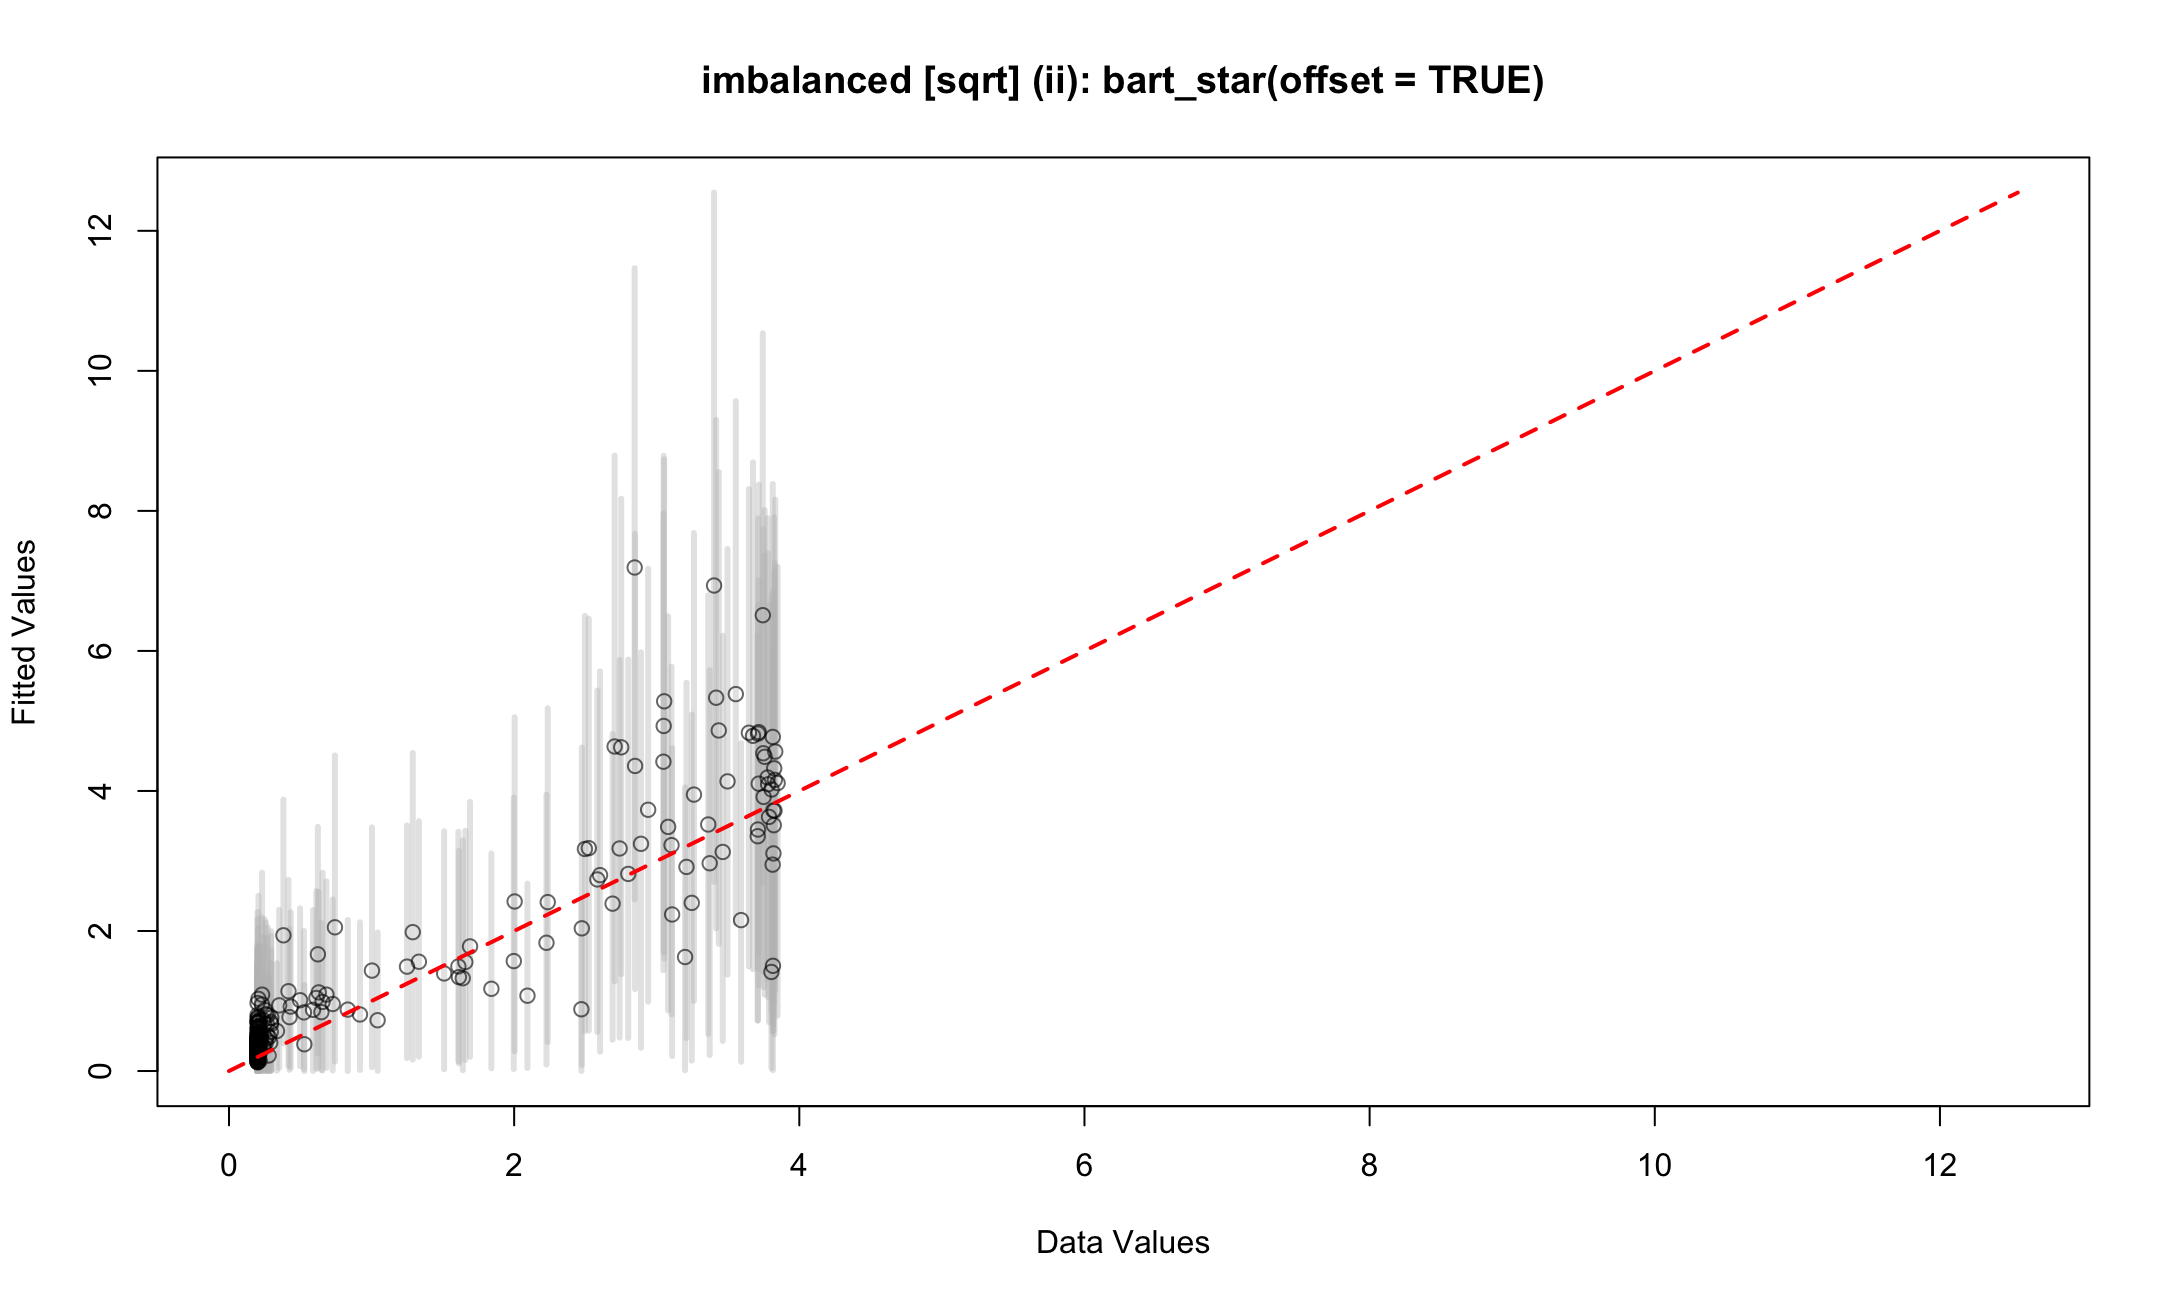 imbalanced [sqrt] (ii): bart_star(offset = TRUE)
12
10
8
6
4
2
0
Fitted Values
0 2 4 6 8 10 12
Data Values